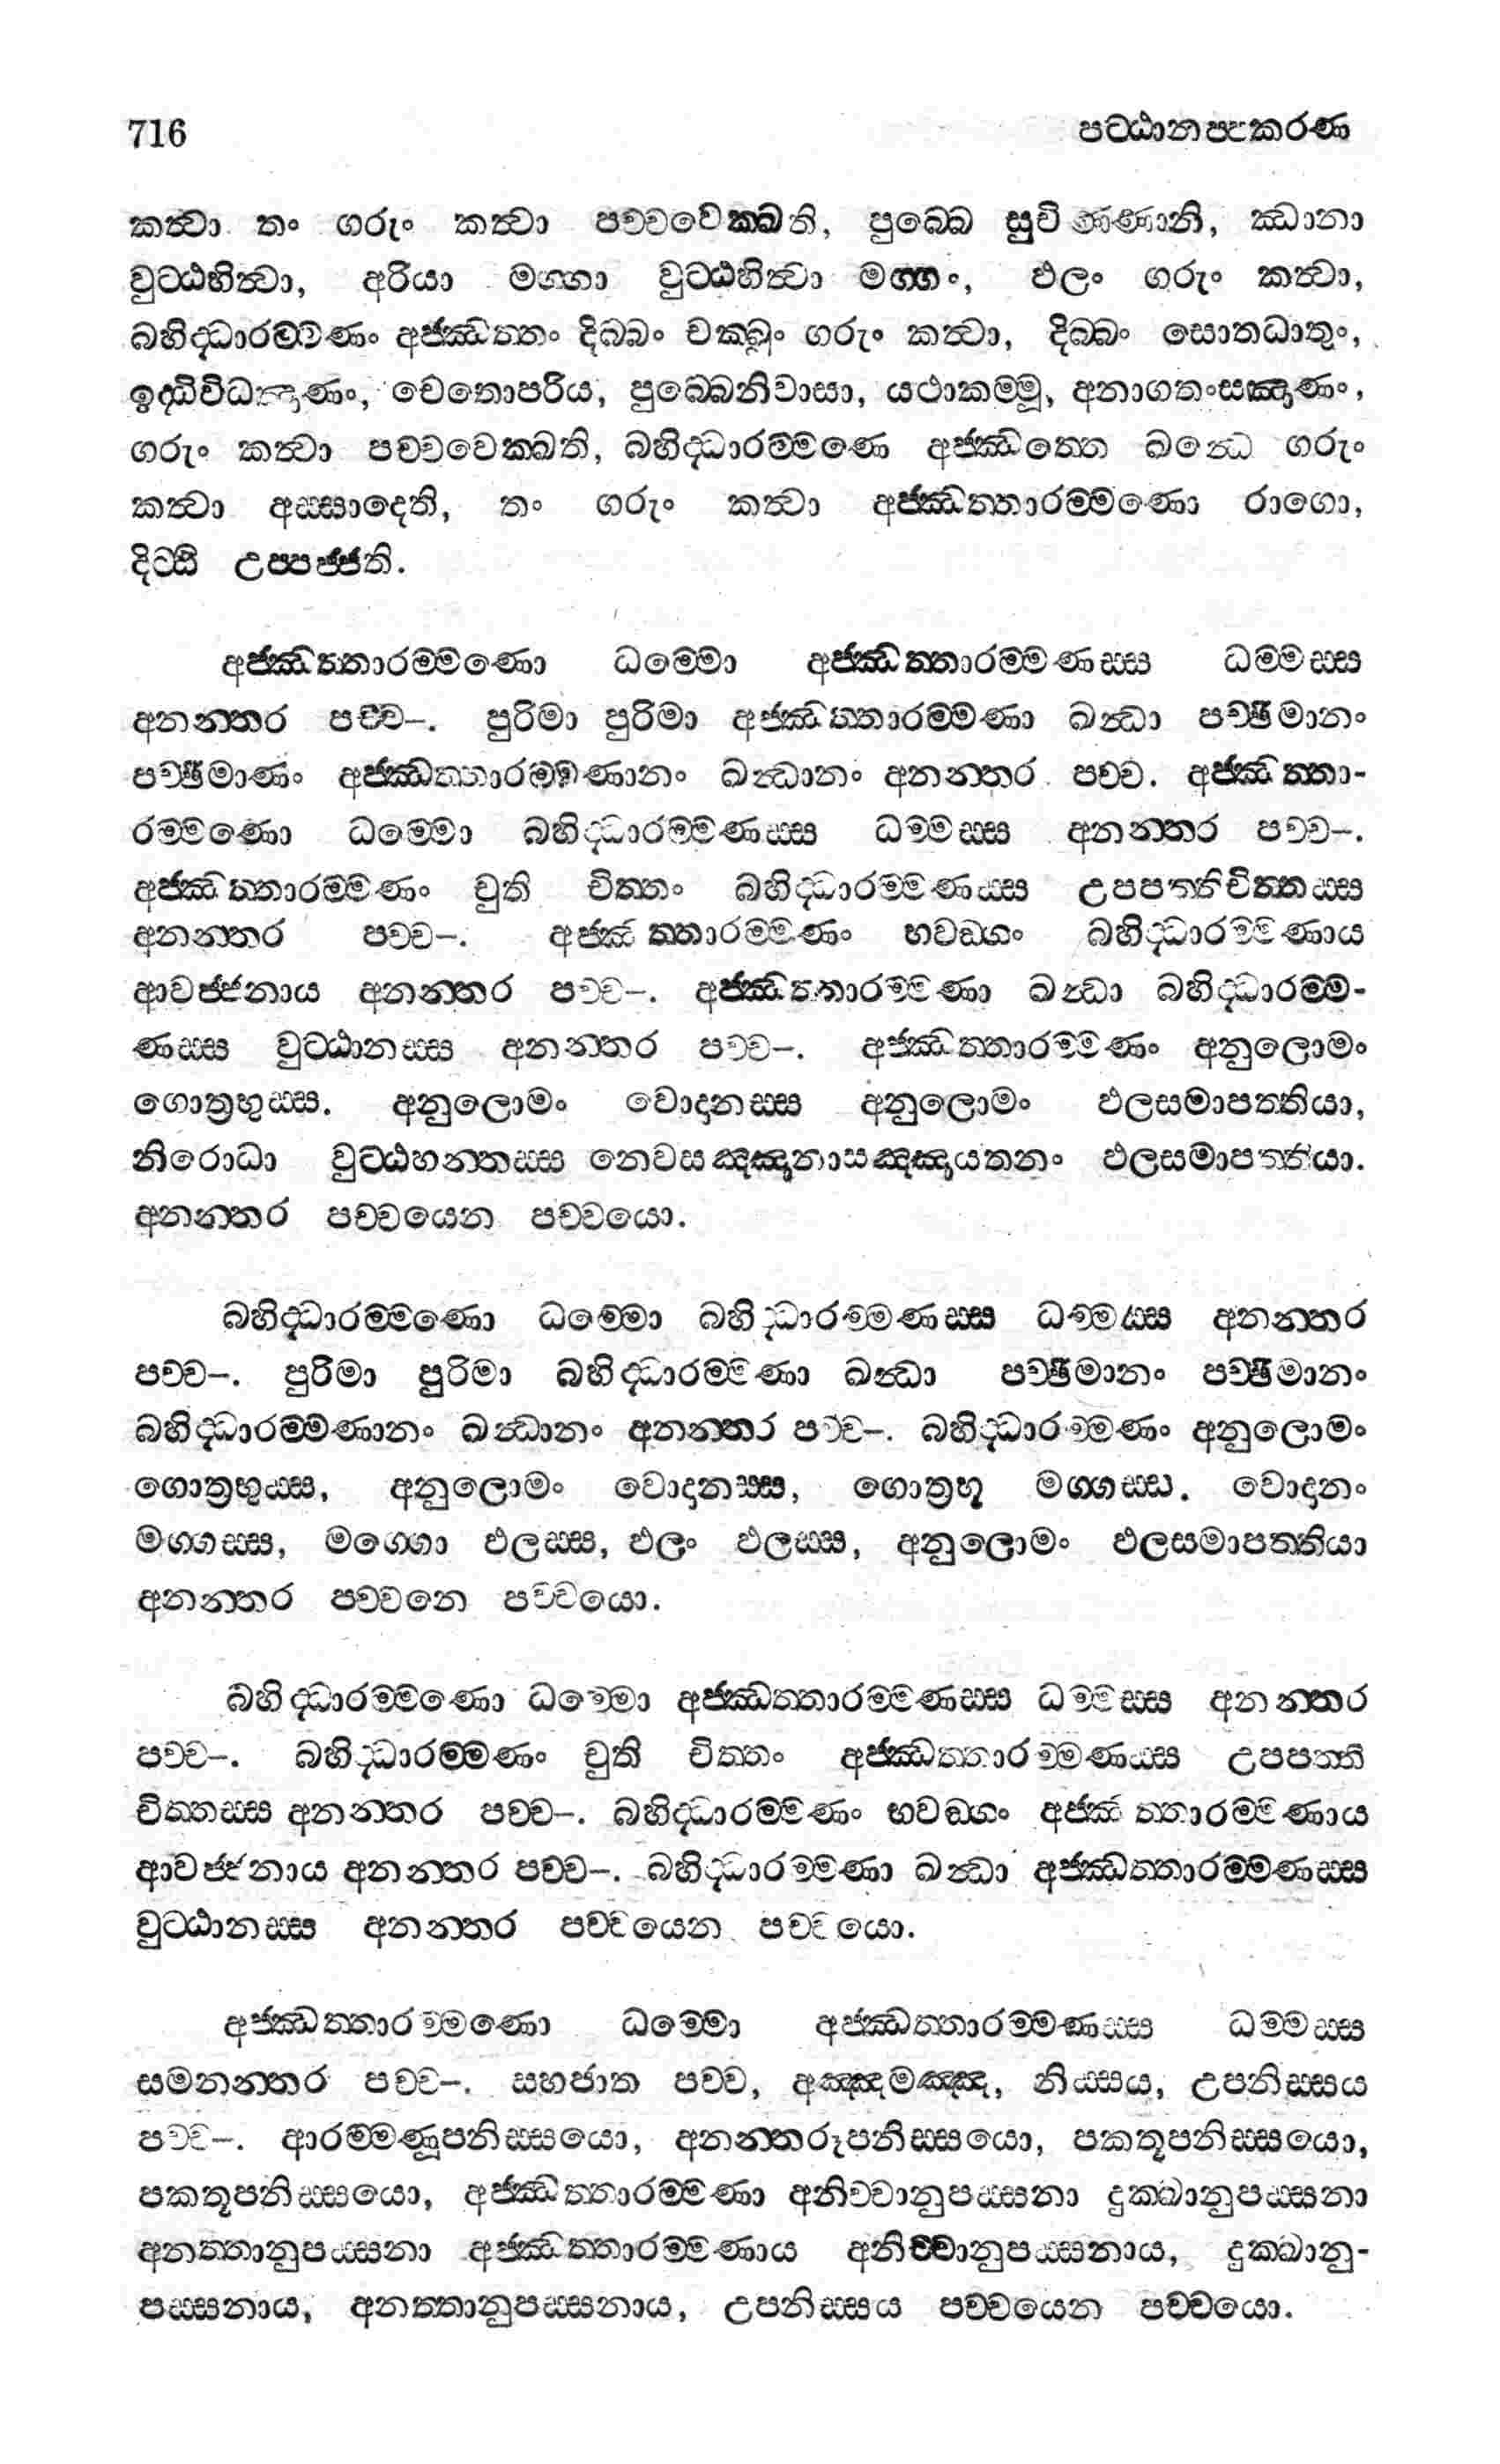 716 පට්ඨානප්පකරණ
කත්වා තං ගරුං කත්වා පච්චවෙක්ඛති, පුබ්බෙ සුචිණ්ණානි, ඣානා
වුට්ඨහිත්වා, අරියා මග්ගා වුට්ඨහිත්වා මග්ගං, ඵලං ගරුං කත්වා,
බහිද්ධාරම්මණං අජ්ඣත්තං දිබ්බං චක්ඛුං ගරුං කත්වා, දිබ්බං සොතධාතුං,
ඉද්ධිවිධඤාණං, චෙතොපරිය, පුබ්බෙනිවාසා, යථාකම්මූ, අනාගතංසඤාණං,
ගරුං කත්වා පච්චවෙක්ඛති, බහිද්ධාරම්මණෙ අජ්ඣත්තෙ ඛන්ධෙ ගරුං
කත්වා අස්සාදෙති, තං ගරුං කත්වා අජ්ඣත්තාරම්මණො රාගො,
දිට්ඨි උප්පජ්ජති.
අජ්ඣත්තාරම්මණො ධම්මො අජ්ඣත්තාරම්මණස්ස ධම්මස්ස
අනන්තර පච්ච–. පුරිමා පුරිමා අජ්ඣත්තාරම්මණා ඛන්ධා පච්ඡිමානං
පච්ඡිමාණං අජ්ඣත්තාරම්මණානං ඛන්ධානං අනන්තර පච්ච. අජ්ඣත්තා-
රම්මණො ධම්මො බහිද්ධාරම්මණස්ස ධම්මස්ස අනන්තර පච්ච–.
අජ්ඣත්තාරම්මණං චුති චිත්තං බහිද්ධාරම්මණස්ස උපපත්තිචිත්තස්ස
අනන්තර පච්ච–. අජ්ඣත්තාරම්මණං භවඞ්ගං බහිද්ධාරම්මණාය
ආවජ්ජනාය අනන්තර පච්ච–. අජ්ඣත්තාරම්මණා ඛන්ධා බහිද්ධාරම්ම-
ණස්ස වුට්ඨානස්ස අනන්තර පච්ච–. අජ්ඣත්තාරම්මණං අනුලොමං
ගොත්‍රභුස්ස. අනුලොමං වොදානස්ස අනුලොමං ඵලසමාපත්තියා,
නිරොධා වුට්ඨහන්තස්ස නෙවසඤ්ඤානාසඤ්ඤායතනං ඵලසමාපත්තියා.
අනන්තර පච්චයෙන පච්චයො.
බහිද්ධාරම්මණො ධම්මො බහිද්ධාරම්මණස්ස ධම්මස්ස අනන්තර
පච්ච–. පුරිමා පුරිමා බහිද්ධාරම්මණා ඛන්ධා පච්ඡිමානං පච්ඡිමානං
බහිද්ධාරම්මණානං ඛන්ධානං අනන්තර පච්ච–. බහිද්ධාරම්මණං අනුලොමං
ගොත්‍රභුස්ස, අනුලොමං වොදානස්ස, ගොත්‍රභූ මග්ගස්ස. වොදානං
මග්ගස්ස, මග්ගො ඵලස්ස, ඵලං ඵලස්ස, අනුලොමං ඵලසමාපත්තියා
අනන්තර පච්චනෙ පච්චයො.
බහිද්ධාරම්මණො ධම්මො අජ්ඣත්තාරම්මණස්ස ධම්මස්ස අනන්තර
පච්ච–. බහිද්ධාරම්මණං චුති චිත්තං අජ්ඣත්තාරම්මණස්ස උපපත්ති
චිත්තස්ස අනන්තර පච්ච–. බහිද්ධාරම්මණං භවඞ්ගං අජ්ඣත්තාරම්මණාය
ආවජ්ජනාය අනන්තර පච්ච–. බහිද්ධාරම්මණා ඛන්ධා අජ්ඣත්තාරම්මණස්ස
වුට්ඨානස්ස අනන්තර පච්චයෙන පච්චයො.
අජ්ඣත්තාරම්මණො ධම්මො අජ්ඣත්තාරම්මණස්ස ධම්මස්ස
සමනන්තර පච්ච–. සහජාත පච්ච, අඤ්ඤමඤ්ඤ, නිස්සය, උපනිස්සය
පච්ච–. ආරම්මණූපනිස්සයො, අනන්තරූපනිස්සයො, පකතූපනිස්සයො,
පකතූපනිස්සයො, අජ්ඣත්තාරම්මණා අනිච්චානුපස්සනා දුක්ඛානුපස්සනා
අනත්තානුපස්සනා අජ්ඣත්තාරම්මණාය අනිච්චානුපස්සනාය, දුක්ඛානු-
පස්සනාය, අනත්තානුපස්සනාය, උපනිස්සය පච්චයෙන පච්චයො.